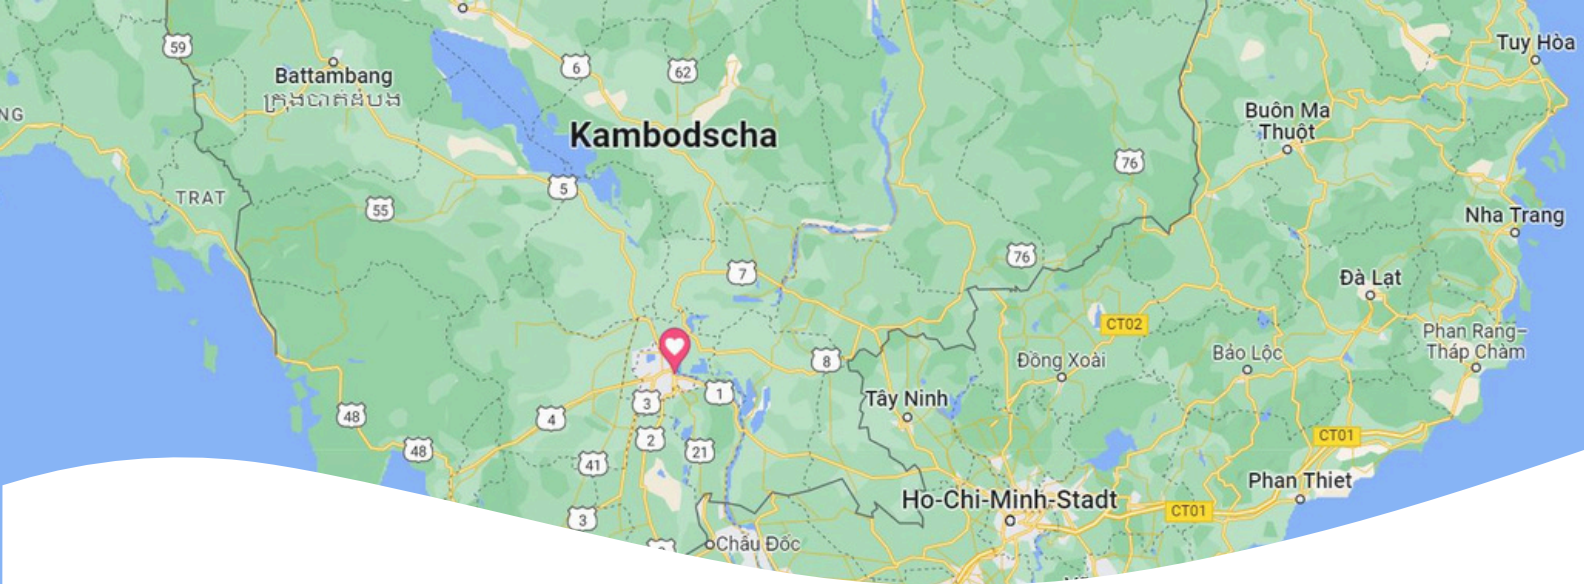 59
Battambang
ក្រុងបាត់ដំបង
6
62
Kambodscha
Tuy Hòa
Buôn Ma
Thuột
NG
TRAT
55
5
76
Nha Trang
76
7
Đà Lạt
CT02
Phan Rang–
Tháp Chàm
8
Đồng Xoài
Bảo Lộc
1
3
Tây Ninh
48
4
2
48
21
41
CT01
Phan Thiet
Ho-Chi-Minh-Stadt
CT01
3
Châu Đốc